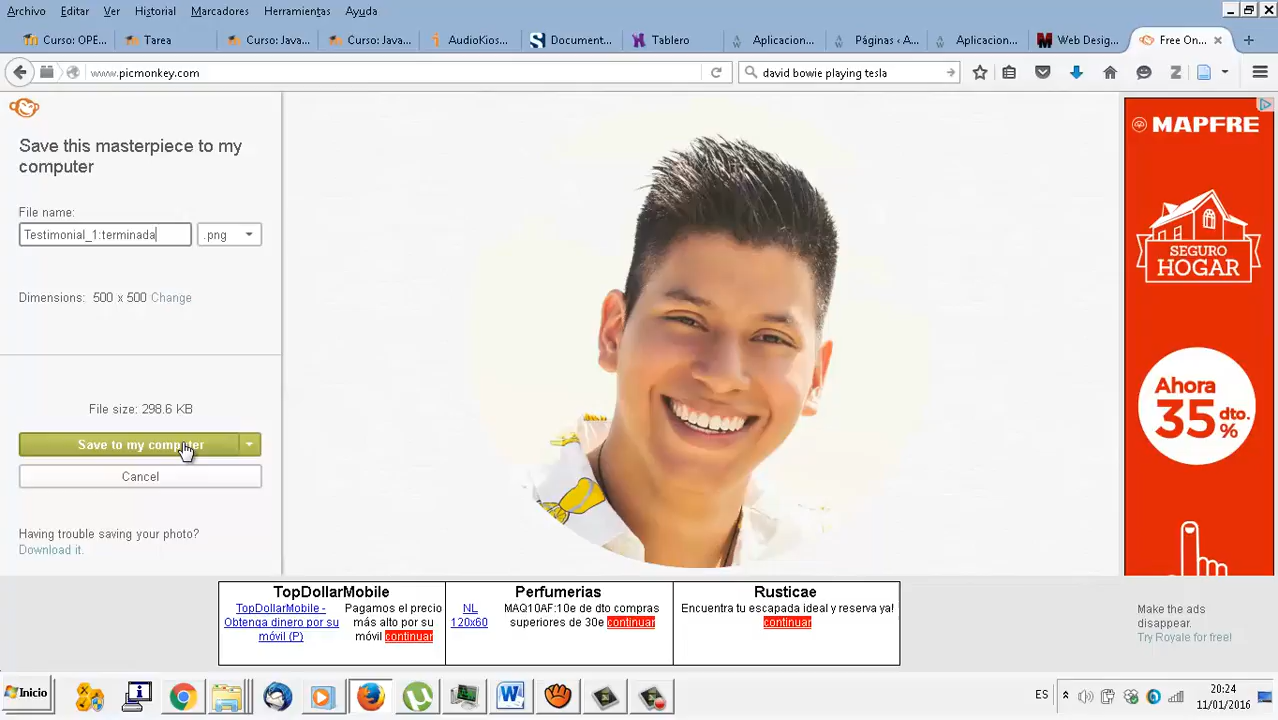 Archivo Editar Ver Historial Marcadores Herramientas Ayuda
Curso: OPE... Tarea Curso: Java... Curso: Java... AudioKios... Document... Tablero Aplicacion... Páginas ‹ A... Aplicacion... Web Desig... Free On...
www.picmonkey.com david bowie playing tesla
Save this masterpiece to my
computer
File name:
Testimonial_1:terminada .png
Dimensions: 500 x 500 Change
File size: 298.6 KB
Save to my computer
Cancel
Having trouble saving your photo?
Download it.
MAPFRE
SEGURO
HOGAR
Ahora
35 dto.
%
TopDollarMobile
TopDollarMobile -
Obtenga dinero por su
móvil (P)
Pagamos el precio
más alto por su
móvil continuar
Perfumerias
NL
120x60
MAQ10AF:10e de dto compras
superiores de 30e continuar
Rusticae
Encuentra tu escapada ideal y reserva ya!
continuar
Make the ads
disappear.
Try Royale for free!
Inicio
ES
20:24
11/01/2016